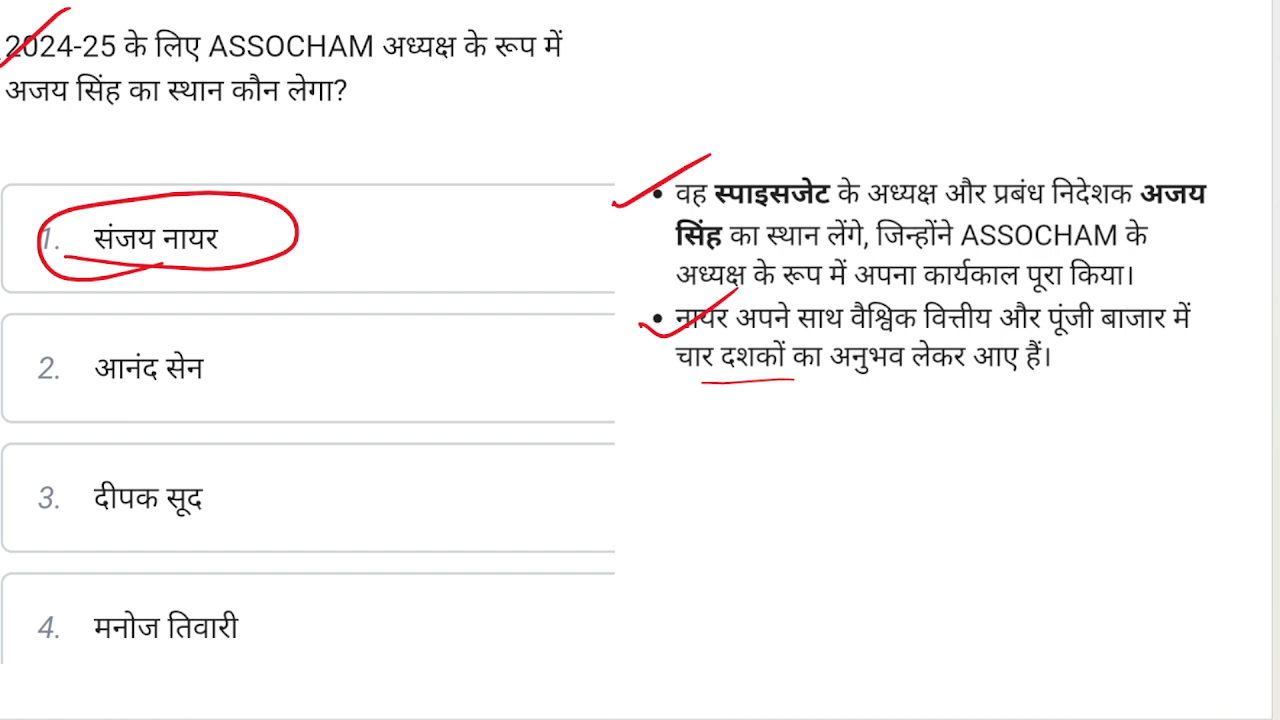 2024-25 के लिए ASSOCHAM अध्यक्ष के रूप में
अजय सिंह का स्थान कौन लेगा?
1. संजय नायर
2. आनंद सेन
3. दीपक सूद
4. मनोज तिवारी
• वह स्पाइसजेट के अध्यक्ष और प्रबंध निदेशक अजय
सिंह का स्थान लेंगे, जिन्होंने ASSOCHAM के
अध्यक्ष के रूप में अपना कार्यकाल पूरा किया।
• नायर अपने साथ वैश्विक वित्तीय और पूंजी बाजार में
चार दशकों का अनुभव लेकर आए हैं।